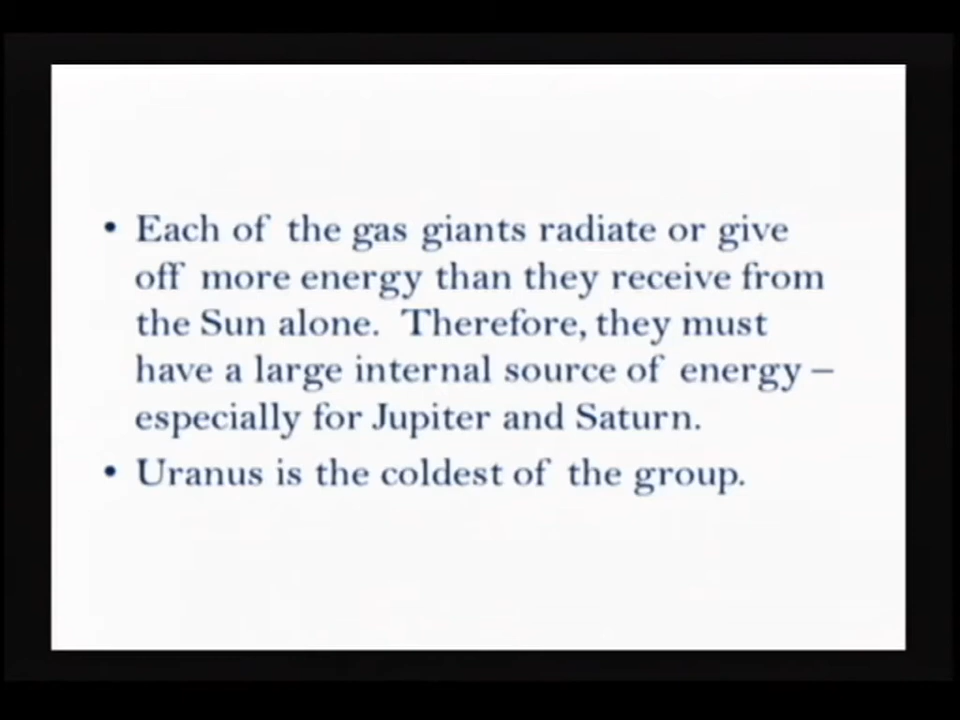 • Each of the gas giants radiate or give
off more energy than they receive from
the Sun alone. Therefore, they must
have a large internal source of energy –
especially for Jupiter and Saturn.
• Uranus is the coldest of the group.